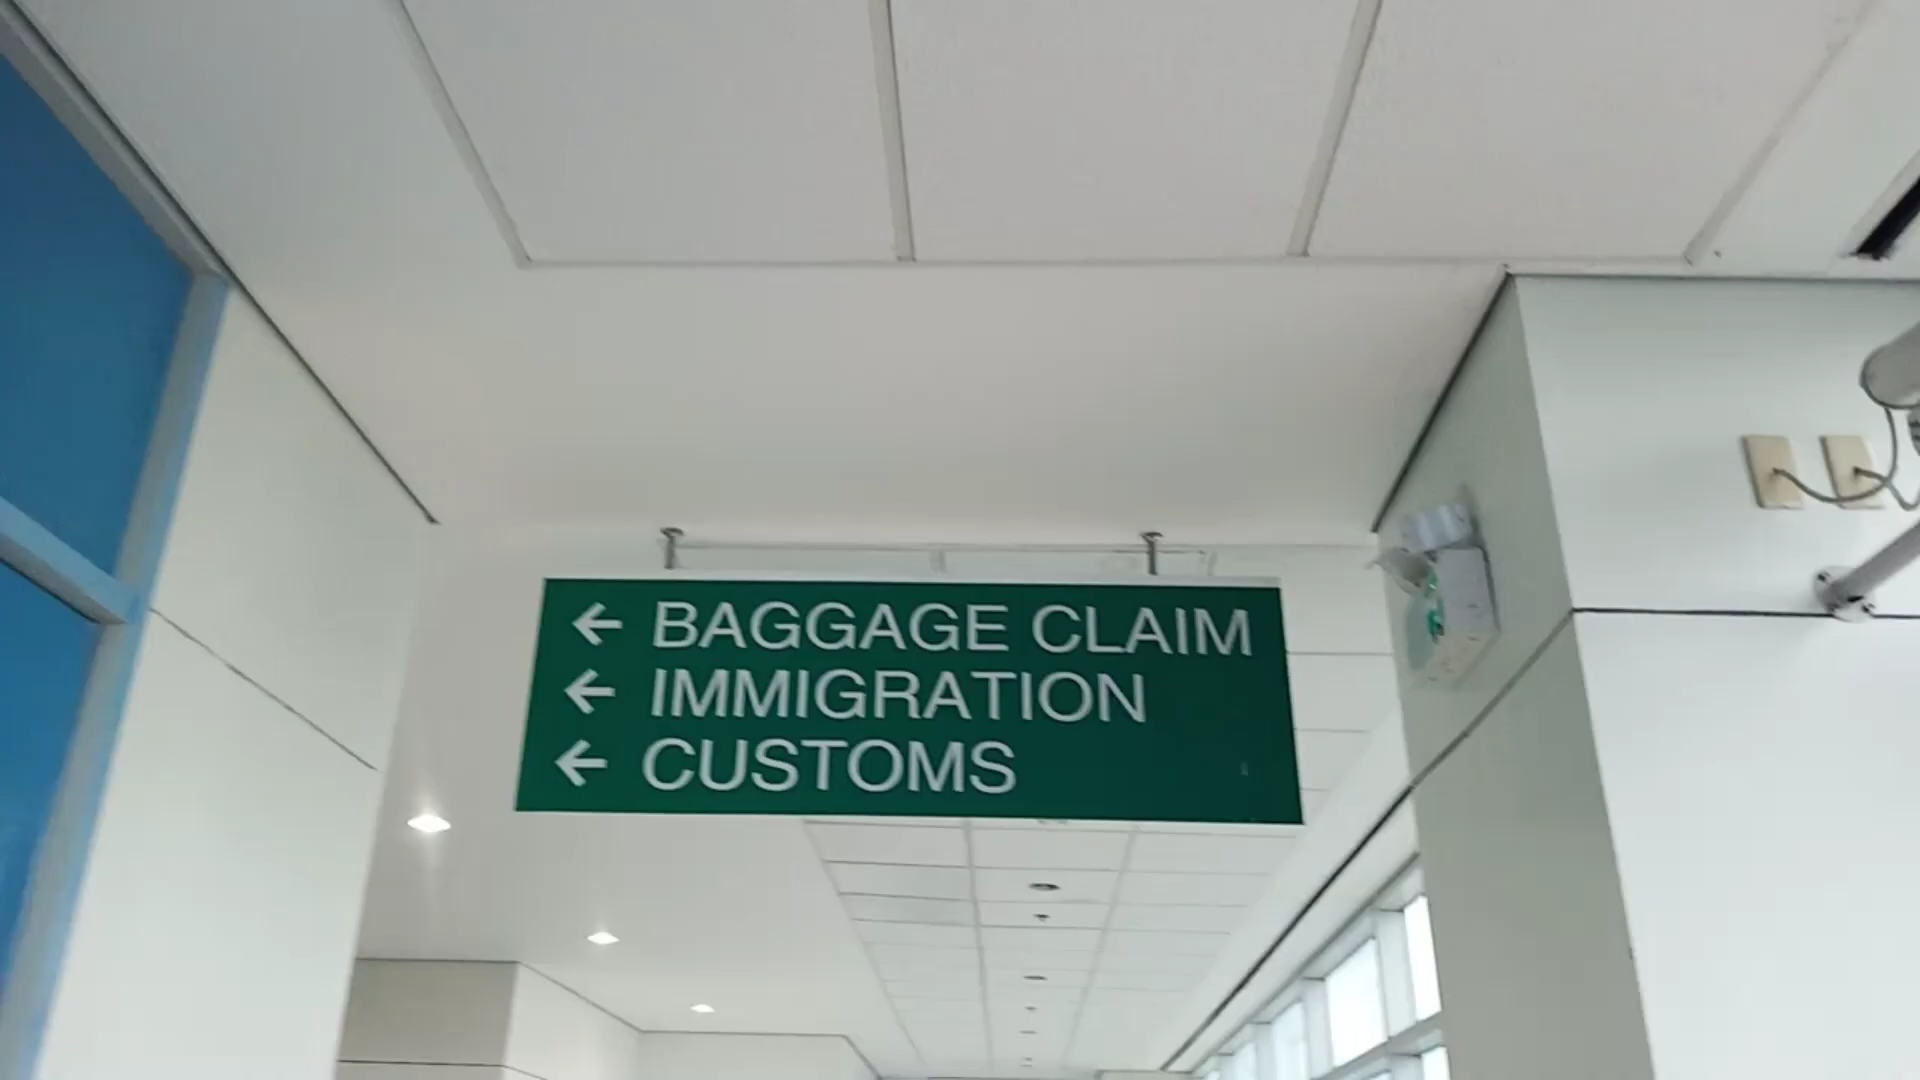 ← BAGGAGE CLAIM
← IMMIGRATION
← CUSTOMS